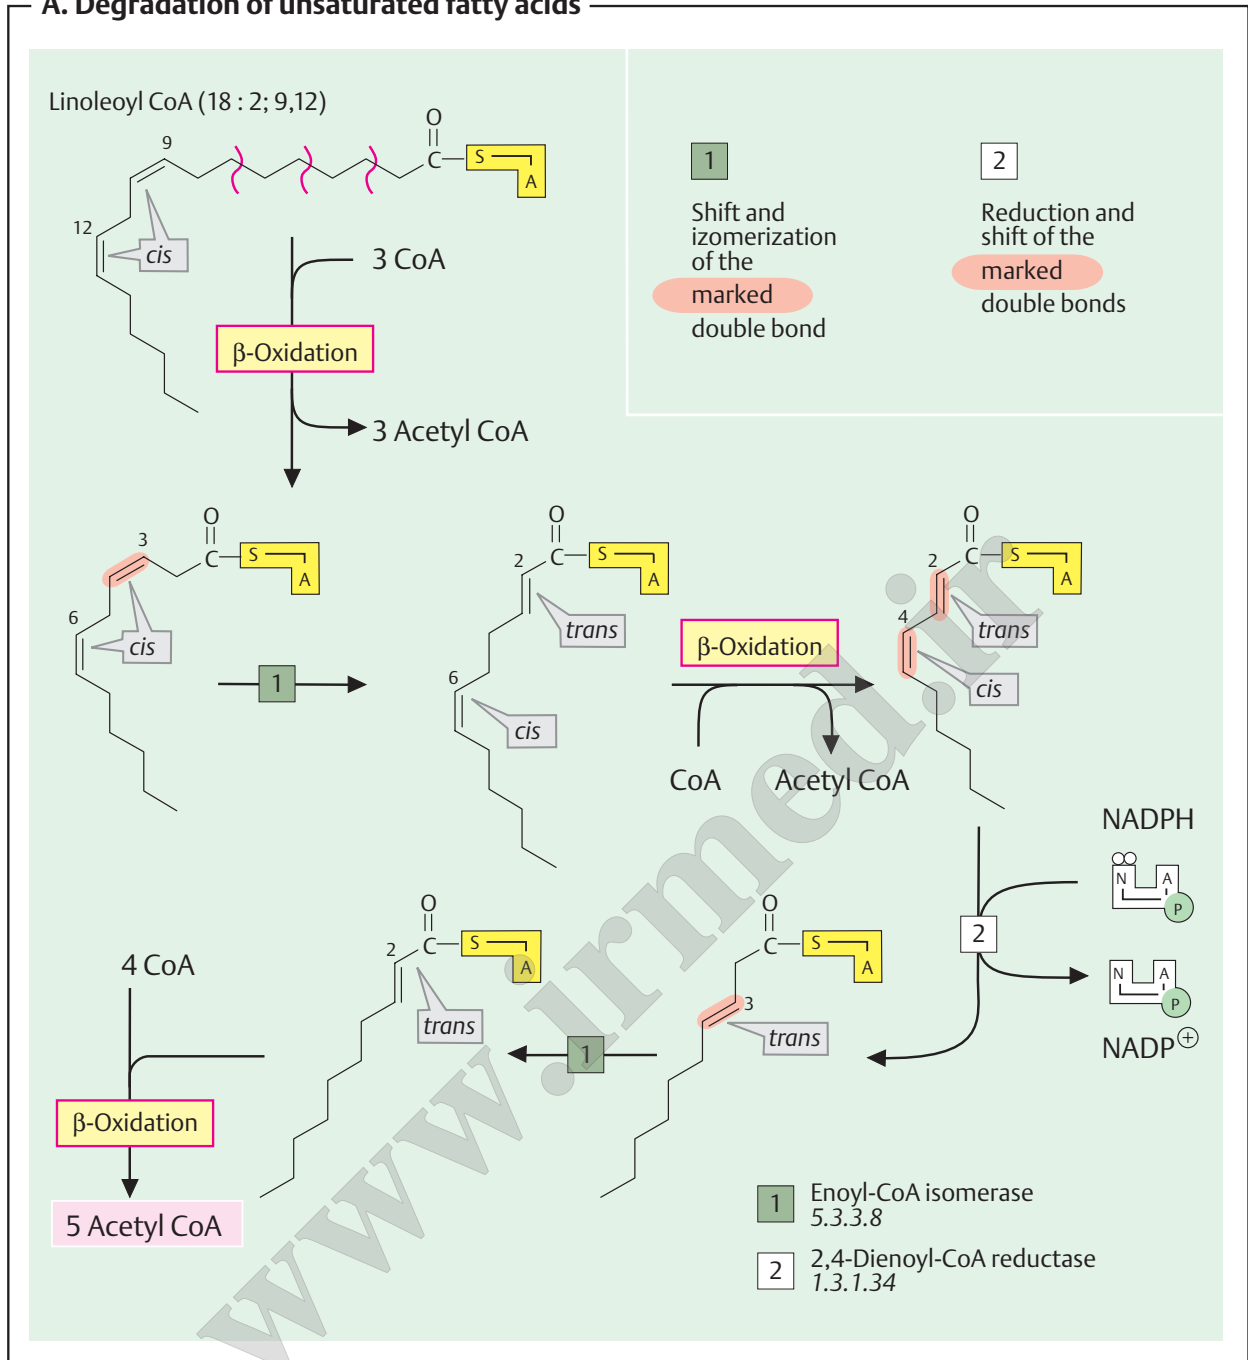 A. Degradation of unsaturated fatty acids
Linoleoyl CoA (18 : 2; 9,12)
O
C
S
A
9
12
cis
3 CoA
β-Oxidation
3 Acetyl CoA
1
Shift and
izomerization
of the
marked
double bond
2
Reduction and
shift of the
marked
double bonds
O
C
S
A
3
6
cis
1
O
C
S
A
2
trans
6
cis
β-Oxidation
CoA
Acetyl CoA
O
C
S
A
2
4
trans
cis
NADPH
N
A
P
2
N
A
P
NADP+
O
C
S
A
3
trans
1
O
C
S
A
2
trans
4 CoA
β-Oxidation
5 Acetyl CoA
1
Enoyl-CoA isomerase
5.3.3.8
2
2,4-Dienoyl-CoA reductase
1.3.1.34
www.irmed.ir